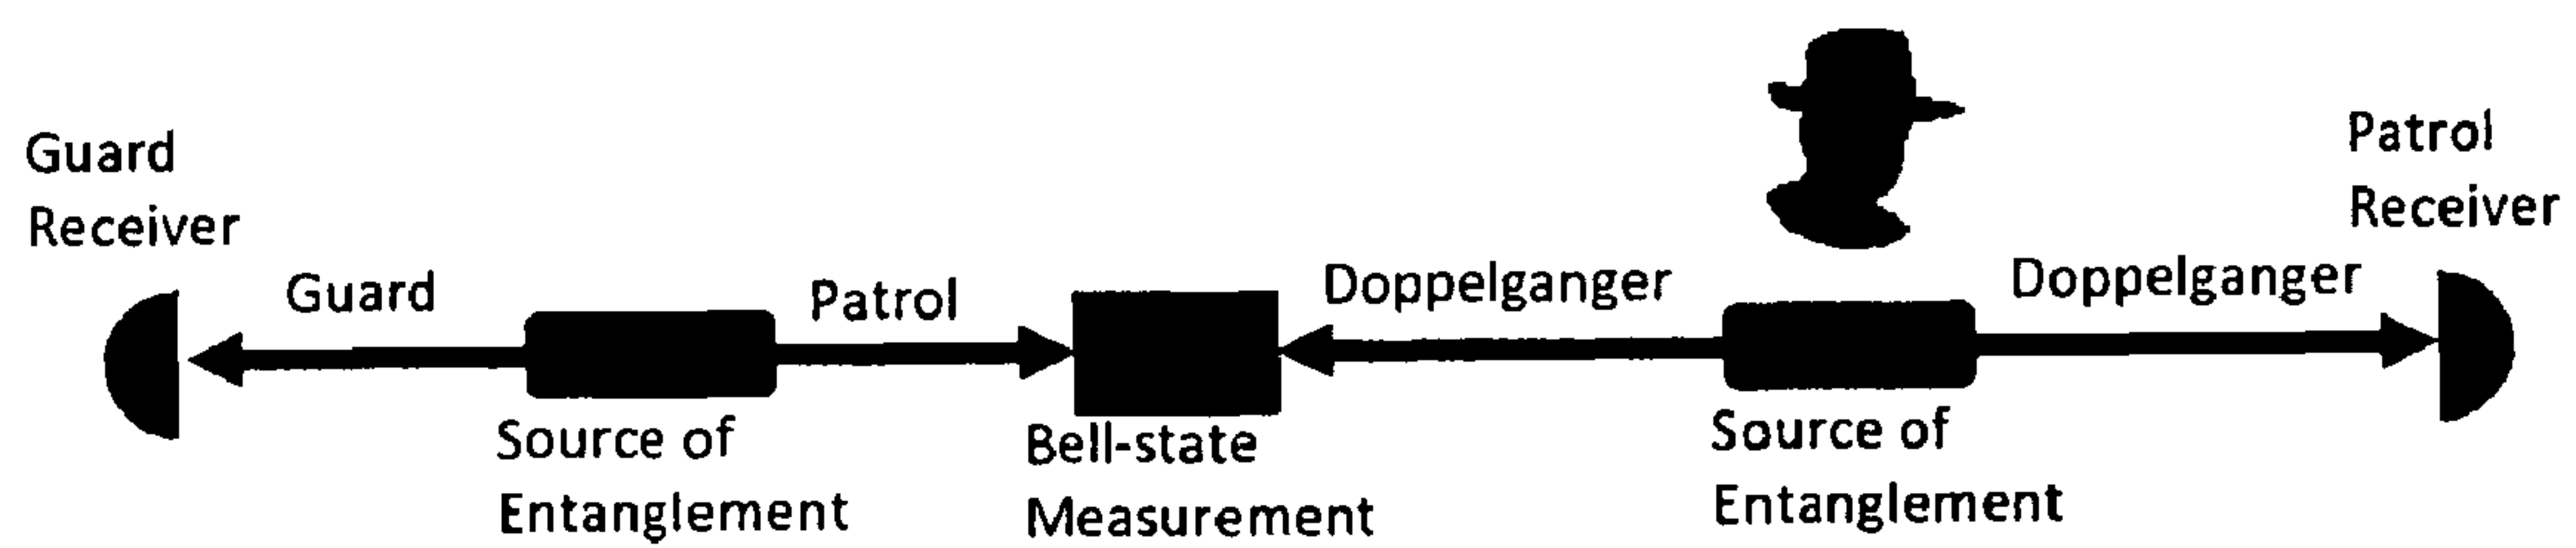 Guard
Receiver
Guard
Patrol
Doppelganger
Doppelganger
Patrol
Receiver
Source of
Entanglement
Bell-state
Measurement
Source of
Entanglement